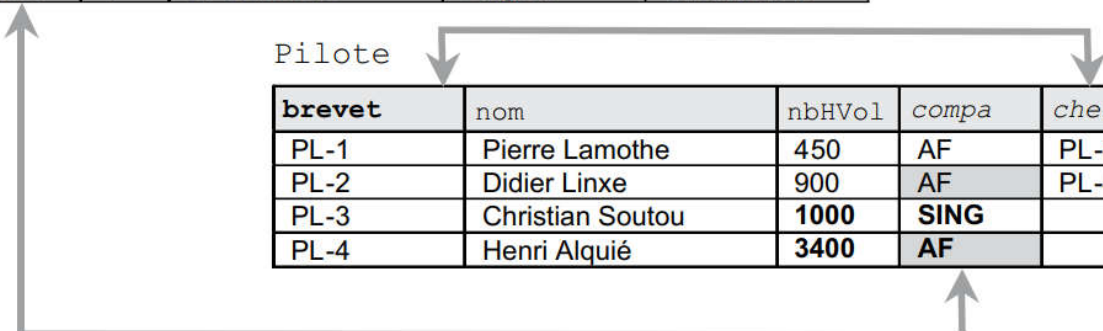 Pilote
brevet nom nbHVol compa che
PL-1 Pierre Lamothe 450 AF PL-
PL-2 Didier Linxe 900 AF PL-
PL-3 Christian Soutou 1000 SING
PL-4 Henri Alquié 3400 AF